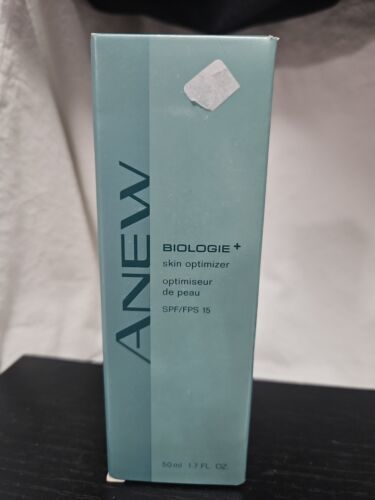 ANEW
BIOLOGIE+
skin optimizer
optimiseur
de peau
SPF/FPS 15
50 ml 1.7 FL. OZ.